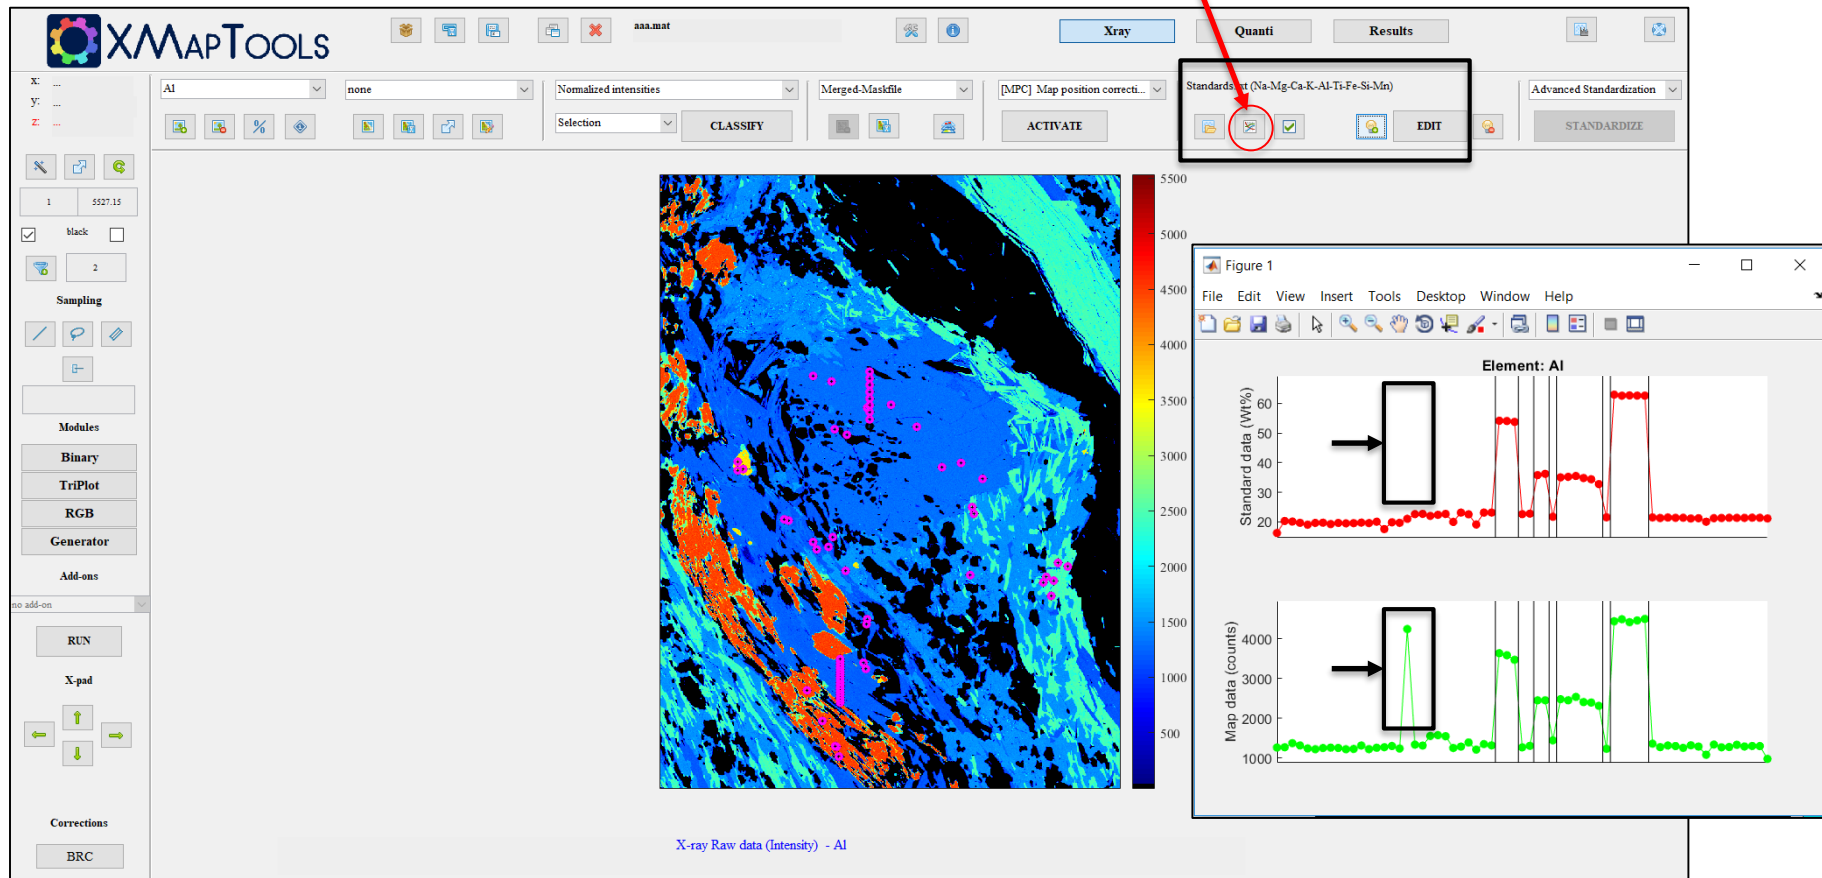 XMAPTOOLS
aaa.mat
Xray
Quanti
Results
x: ...
y: ...
z: ...
Al
none
Normalized intensities
Merged-Maskfile
[MPC] Map position correcti...
Standards.txt (Na-Mg-Ca-K-Al-Ti-Fe-Si-Mn)
Advanced Standardization
Selection
CLASSIFY
ACTIVATE
EDIT
STANDARDIZE
1
5527.15
black
2
Sampling
Modules
Binary
TriPlot
RGB
Generator
Add-ons
no add-on
RUN
X-pad
Corrections
BRC
5500
5000
4500
4000
3500
3000
2500
2000
1500
1000
500
X-ray Raw data (Intensity) - Al
Figure 1
File Edit View Insert Tools Desktop Window Help
Element: Al
Standard data (Wt%)
60
50
40
30
20
Map data (counts)
4000
3000
2000
1000